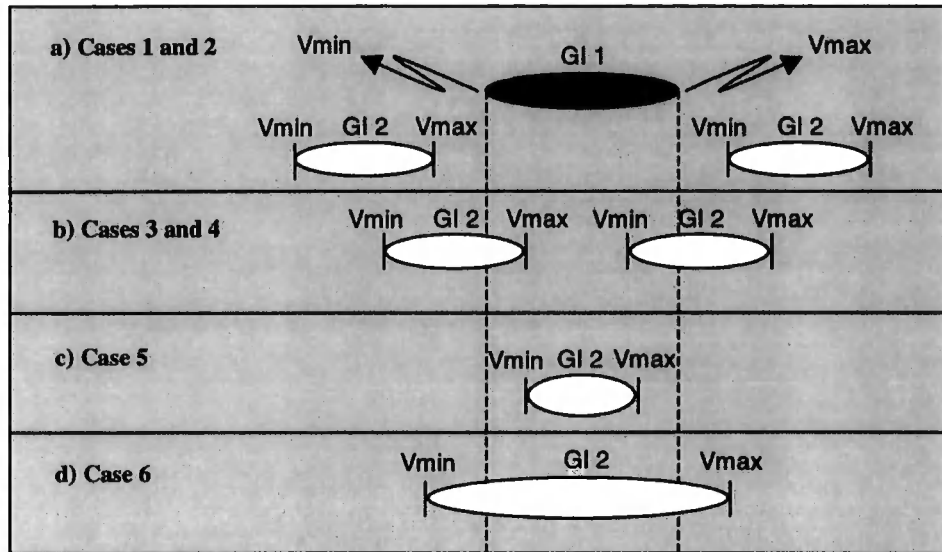 a) Cases 1 and 2
Vmin GI 1 Vmax
Vmin GI 2 Vmax Vmin GI 2 Vmax
b) Cases 3 and 4
Vmin GI 2 Vmax Vmin GI 2 Vmax
c) Case 5
Vmin GI 2 Vmax
d) Case 6
Vmin GI 2 Vmax